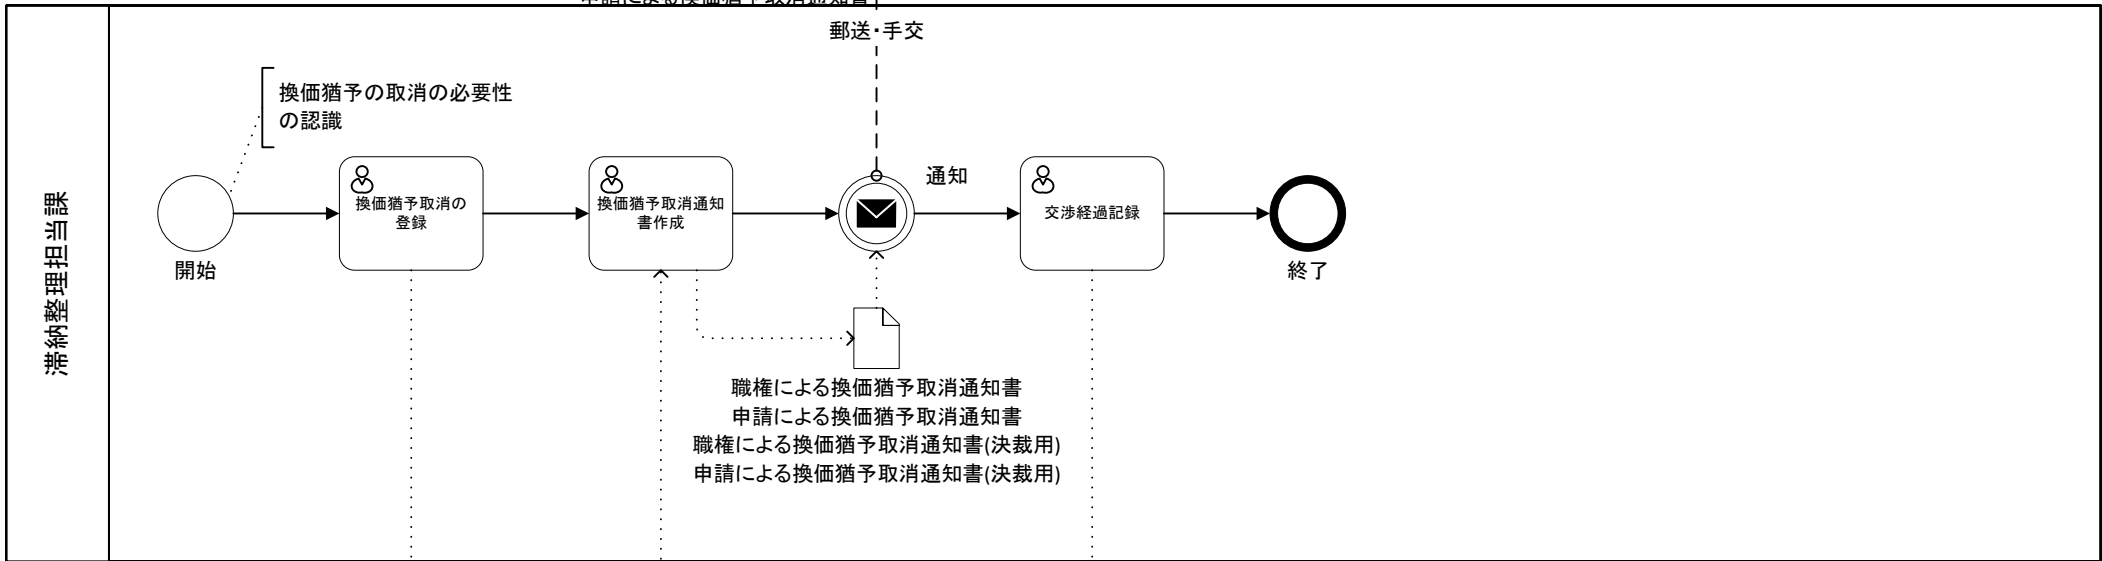 郵送・手交
換価猶予の取消の必要性
の認識
滞納整理担当課
開始
換価猶予取消の
登録
換価猶予取消通知
書作成
通知
交渉経過記録
終了
職権による換価猶予取消通知書
申請による換価猶予取消通知書
職権による換価猶予取消通知書(決裁用)
申請による換価猶予取消通知書(決裁用)